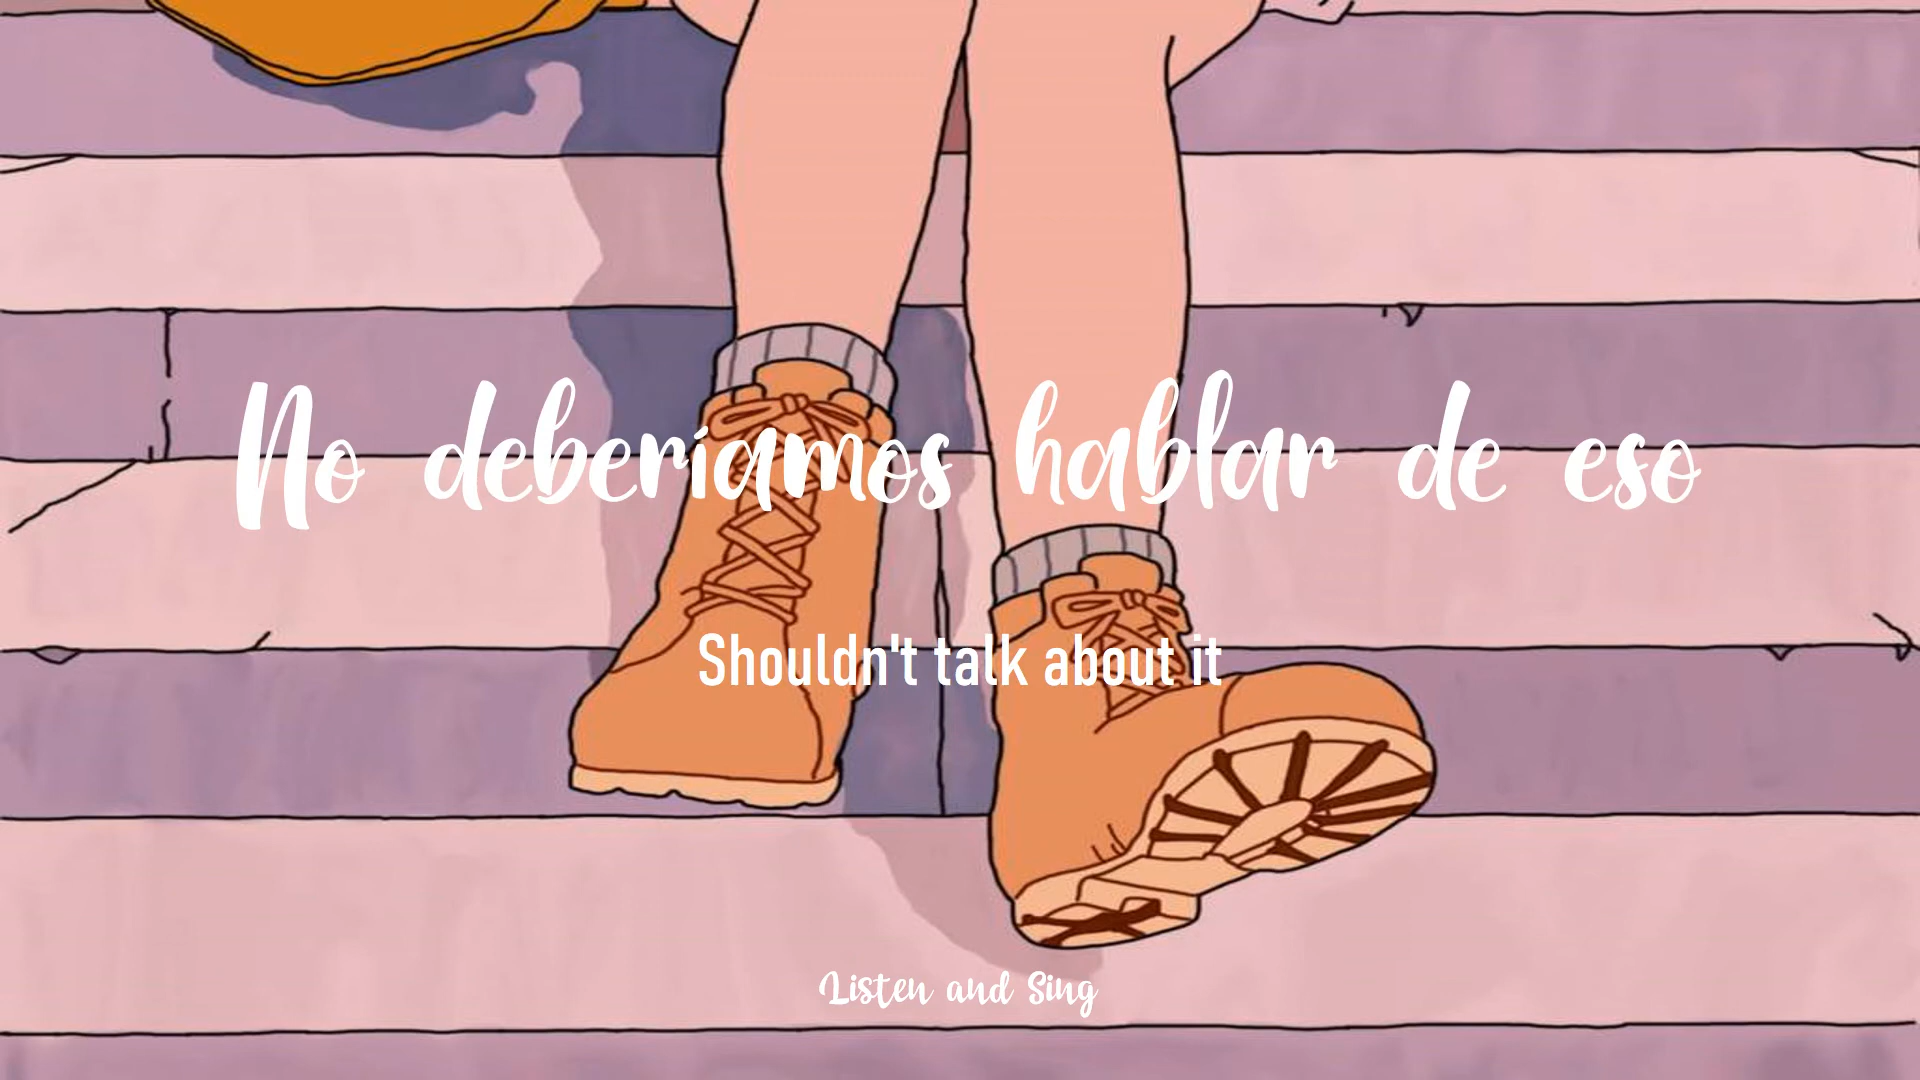 No deberíamos hablar de eso
Shouldn't talk about it
Listen and Sing